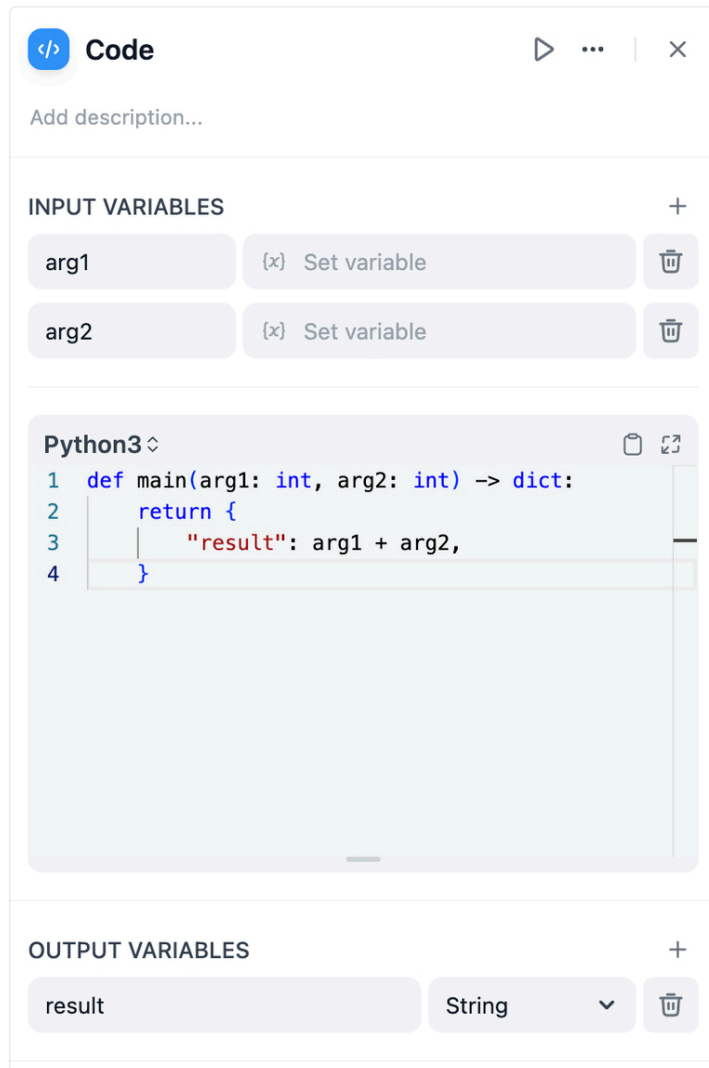 </> Code
Add description...
INPUT VARIABLES +
arg1 {x} Set variable
arg2 {x} Set variable
Python3
1 def main(arg1: int, arg2: int) -> dict:
2     return {
3         "result": arg1 + arg2,
4     }
OUTPUT VARIABLES +
result String